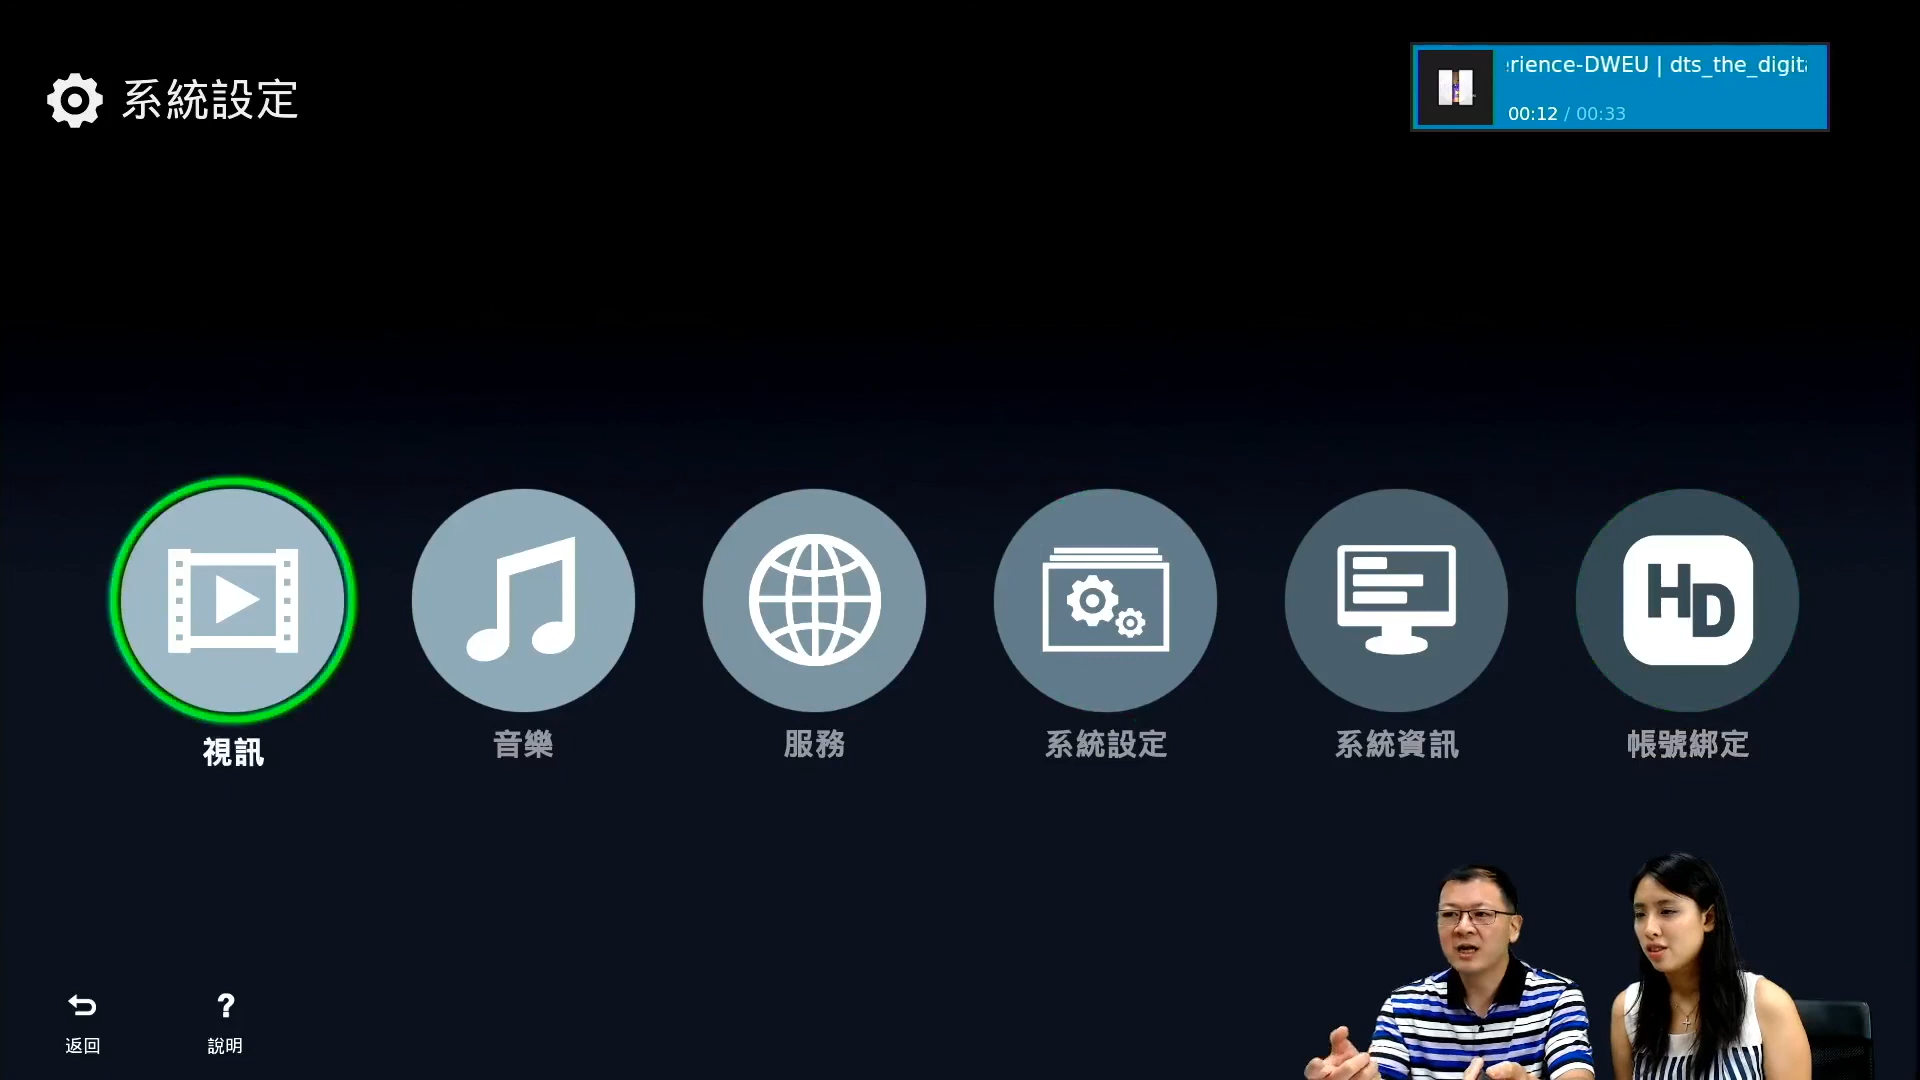 系統設定
erience-DWEU | dts_the_digit
00:12 / 00:33
視訊
音樂
服務
系統設定
系統資訊
HD
帳號綁定
返回
?
說明